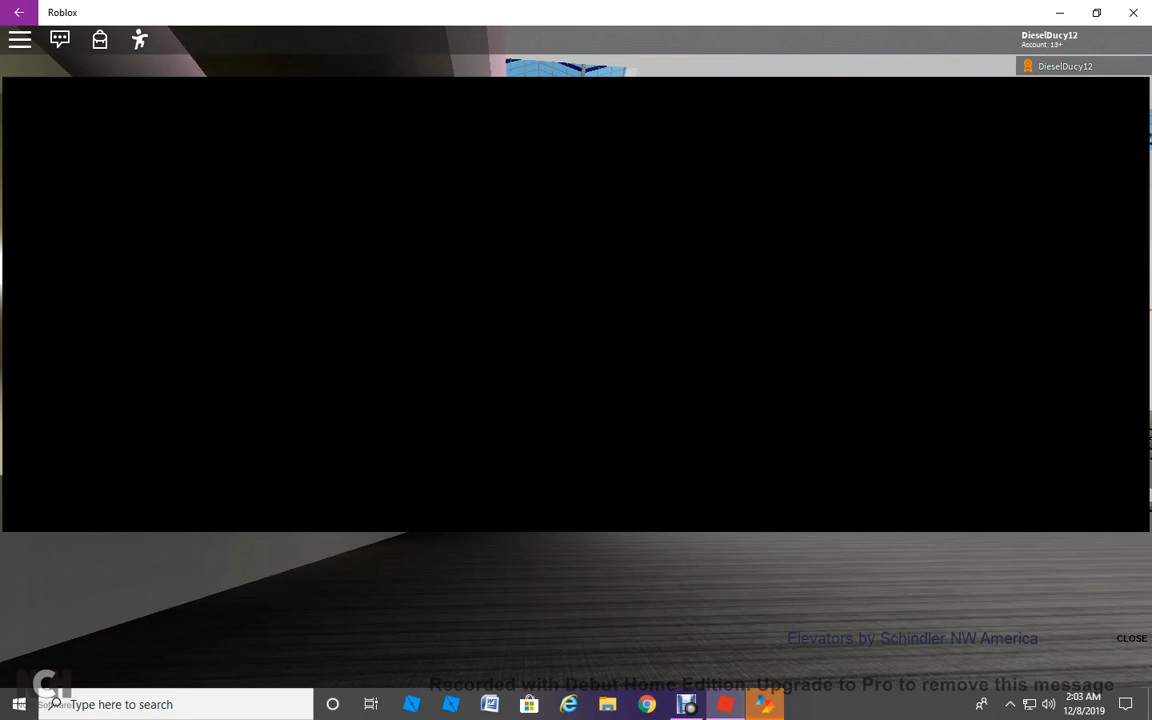 Roblox
DieselDucy12
Account: 13+
DieselDucy12
Elevators by Schindler NW America
CLOSE
Recorded with Debut Home Edition. Upgrade to Pro to remove this message
NCH
Type here to search
2:03 AM
12/8/2019